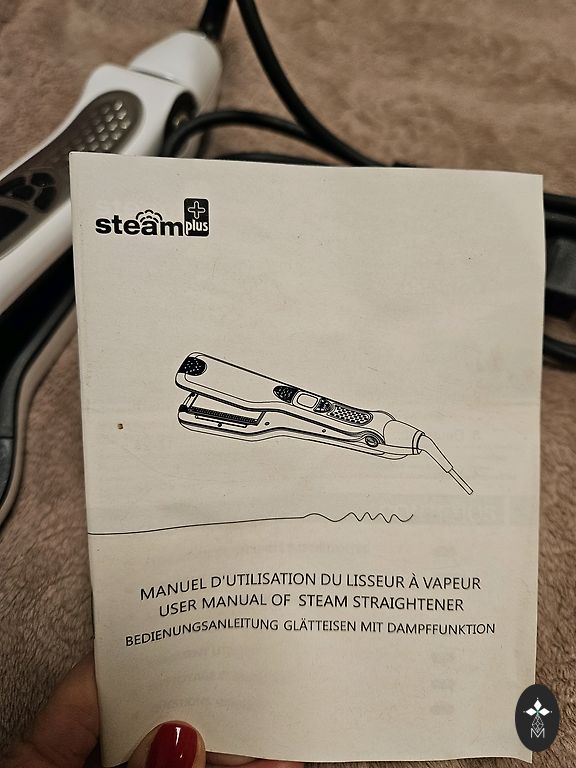 steam plus
MANUEL D'UTILISATION DU LISSEUR À VAPEUR
USER MANUAL OF STEAM STRAIGHTENER
BEDIENUNGSANLEITUNG GLÄTTEISEN MIT DAMPFFUNKTION
M